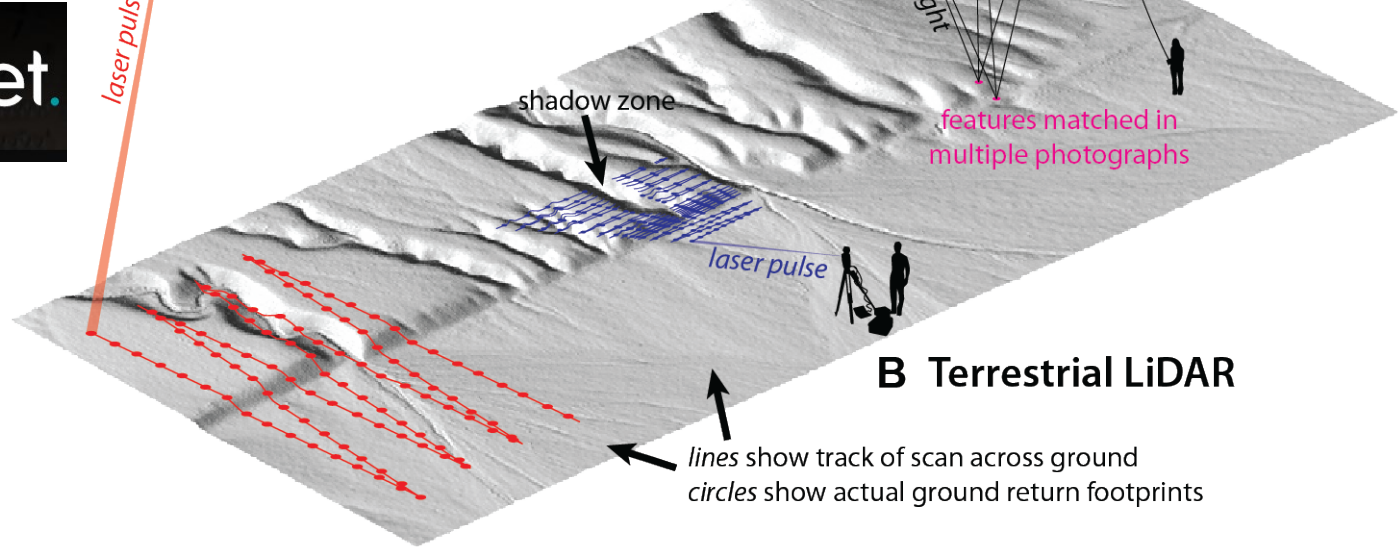 et.
laser puls
ght
shadow zone
features matched in
multiple photographs
laser pulse
B Terrestrial LiDAR
lines show track of scan across ground
circles show actual ground return footprints